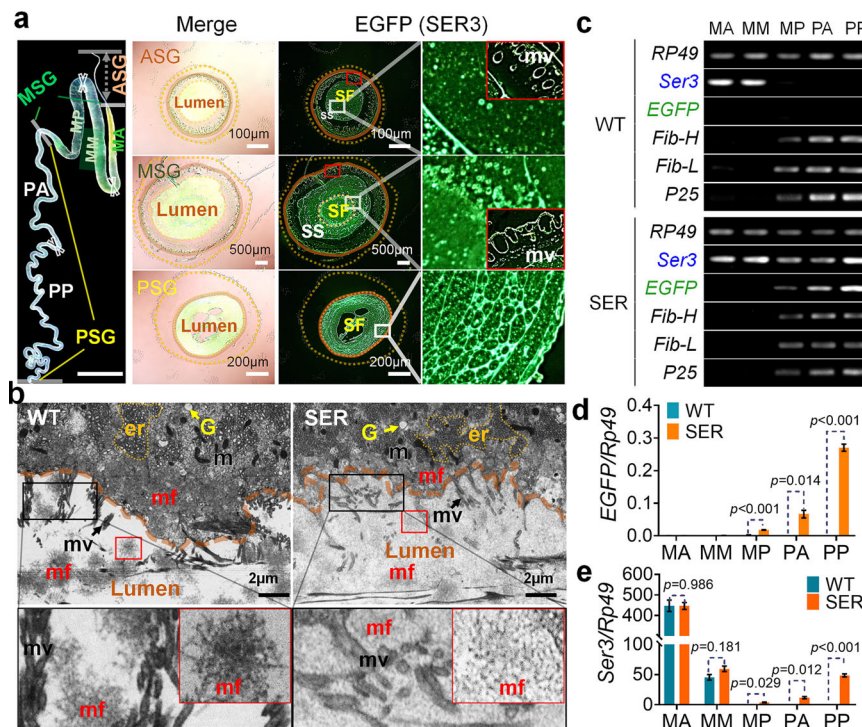 a
Merge
EGFP (SER3)
ASG
MSG
MP
MM
MA
PA
PP
PSG
ASG
Lumen
100µm
SF
SS
100µm
mv
MSG
Lumen
500µm
SF
SS
500µm
mv
PSG
Lumen
200µm
SF
200µm
b
WT
er
G
m
mf
mv
mf
Lumen
2µm
mv
mf
mf
SER
G
er
m
mf
mv
Lumen
mf
2µm
mf
mv
mf
c
MA MM MP PA PP
WT
RP49
Ser3
EGFP
Fib-H
Fib-L
P25
SER
RP49
Ser3
EGFP
Fib-H
Fib-L
P25
d
EGFP/Rp49
WT
SER
0.4
0.3
0.2
0.1
0.0
p<0.001
p=0.014
p<0.001
MA MM MP PA PP
e
Ser3/Rp49
WT
SER
600
500
400
300
100
50
0
p=0.986
p=0.181
p=0.029
p=0.012
p<0.001
MA MM MP PA PP